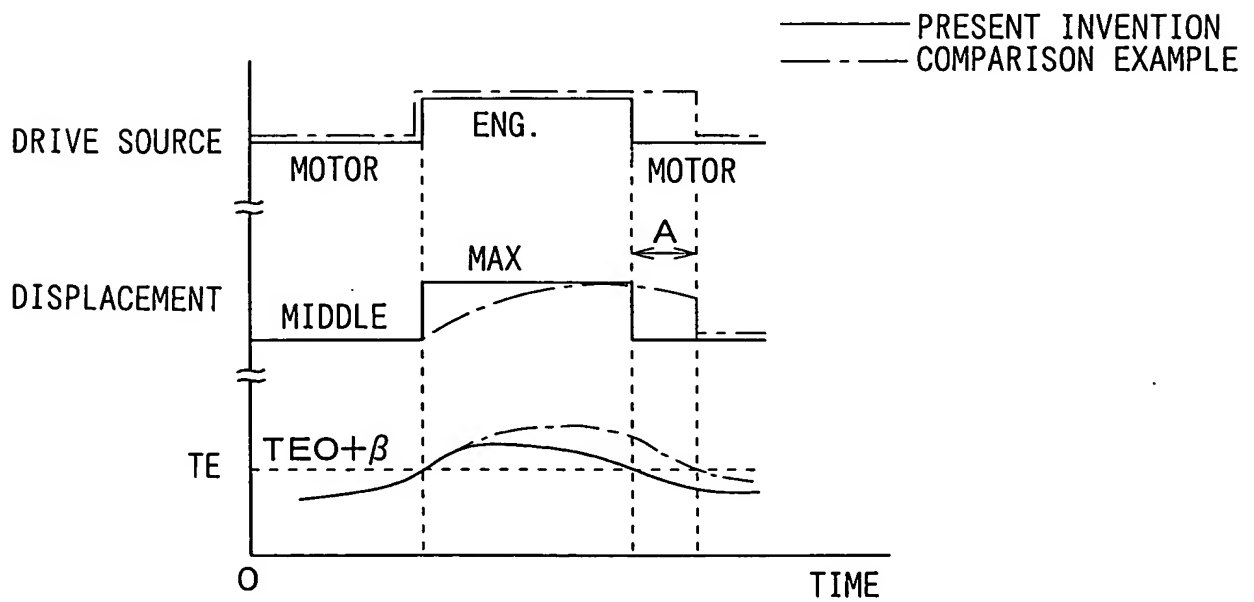 PRESENT INVENTION
COMPARISON EXAMPLE
DRIVE SOURCE
ENG.
MOTOR
MOTOR
A
MAX
DISPLACEMENT
MIDDLE
TEO+β
TE
O
TIME